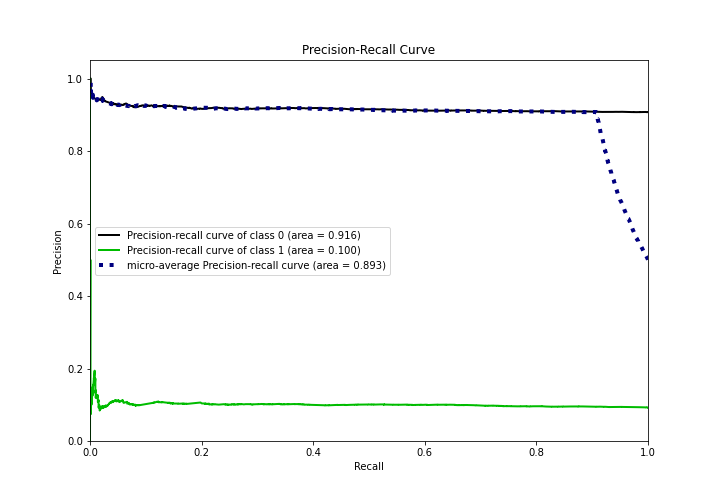 Precision-Recall Curve
1.0
0.8
0.6
0.4
0.2
0.0
Precision
Precision-recall curve of class 0 (area = 0.916)
Precision-recall curve of class 1 (area = 0.100)
micro-average Precision-recall curve (area = 0.893)
0.0 0.2 0.4 0.6 0.8 1.0
Recall